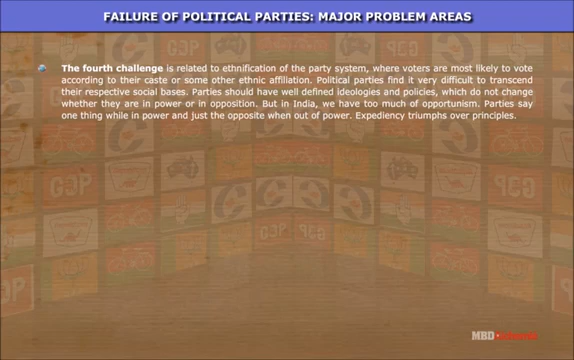 FAILURE OF POLITICAL PARTIES: MAJOR PROBLEM AREAS
The fourth challenge is related to ethnification of the party system, where voters are most likely to vote
according to their caste or some other ethnic affiliation. Political parties find it very difficult to transcend
their respective social bases. Parties should have well defined ideologies and policies, which do not change
whether they are in power or in opposition. But in India, we have too much of opportunism. Parties say
one thing while in power and just the opposite when out of power. Expediency triumphs over principles.
MBD